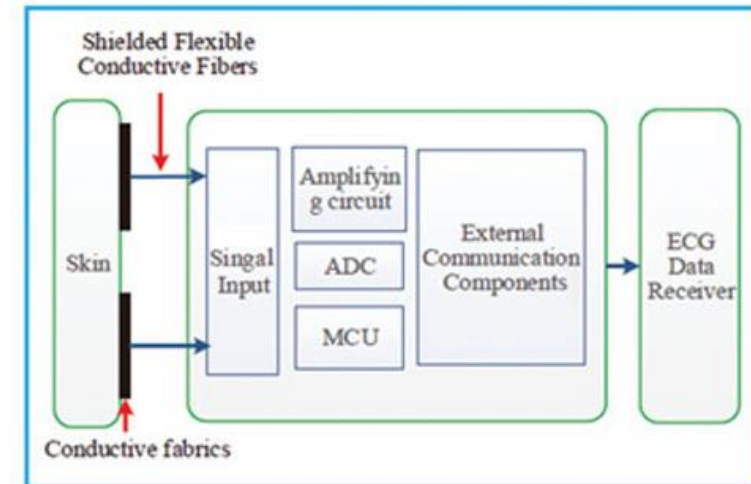 Shielded Flexible
Conductive Fibers
Skin
Singal
Input
Amplifyin
g circuit
ADC
MCU
External
Communication
Components
ECG
Data
Receiver
Conductive fabrics